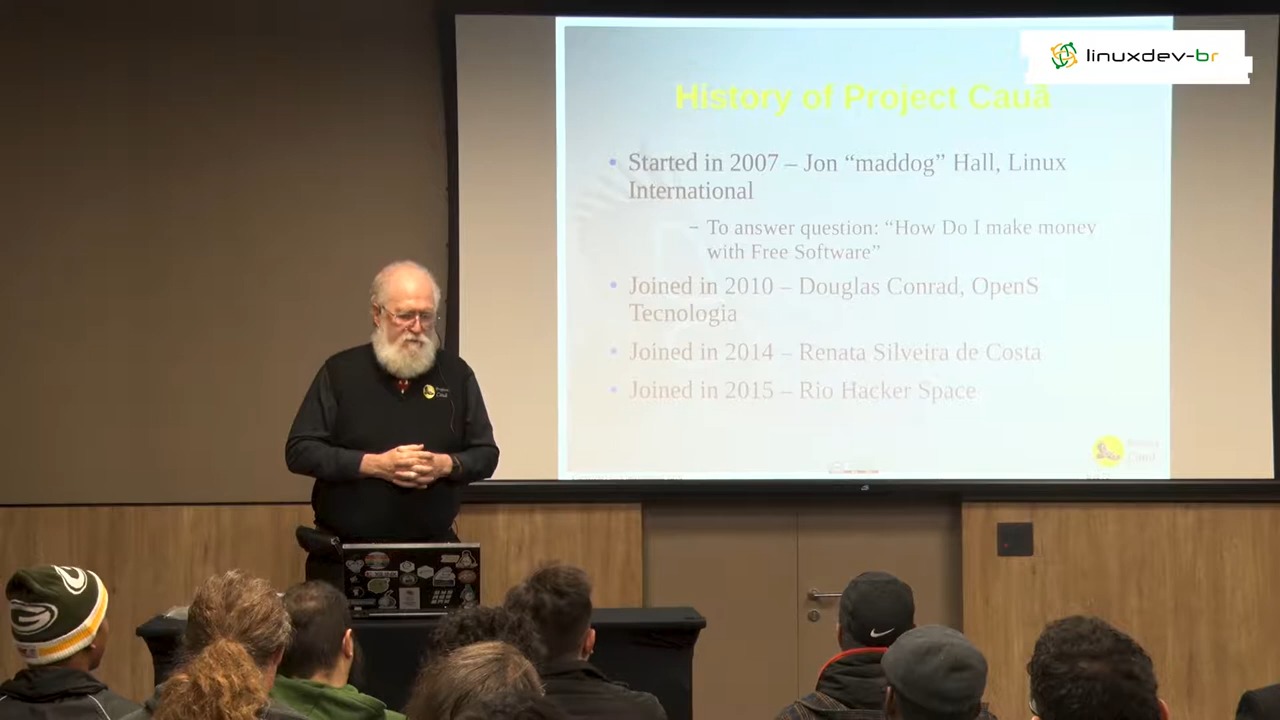 linuxdev-br
History of Project Cauã
Started in 2007 – Jon “maddog” Hall, Linux
International
– To answer question: “How Do I make money
with Free Software”
Joined in 2010 – Douglas Conrad, OpenS
Tecnologia
Joined in 2014 – Renata Silveira de Costa
Joined in 2015 – Rio Hacker Space
Project
Cauã